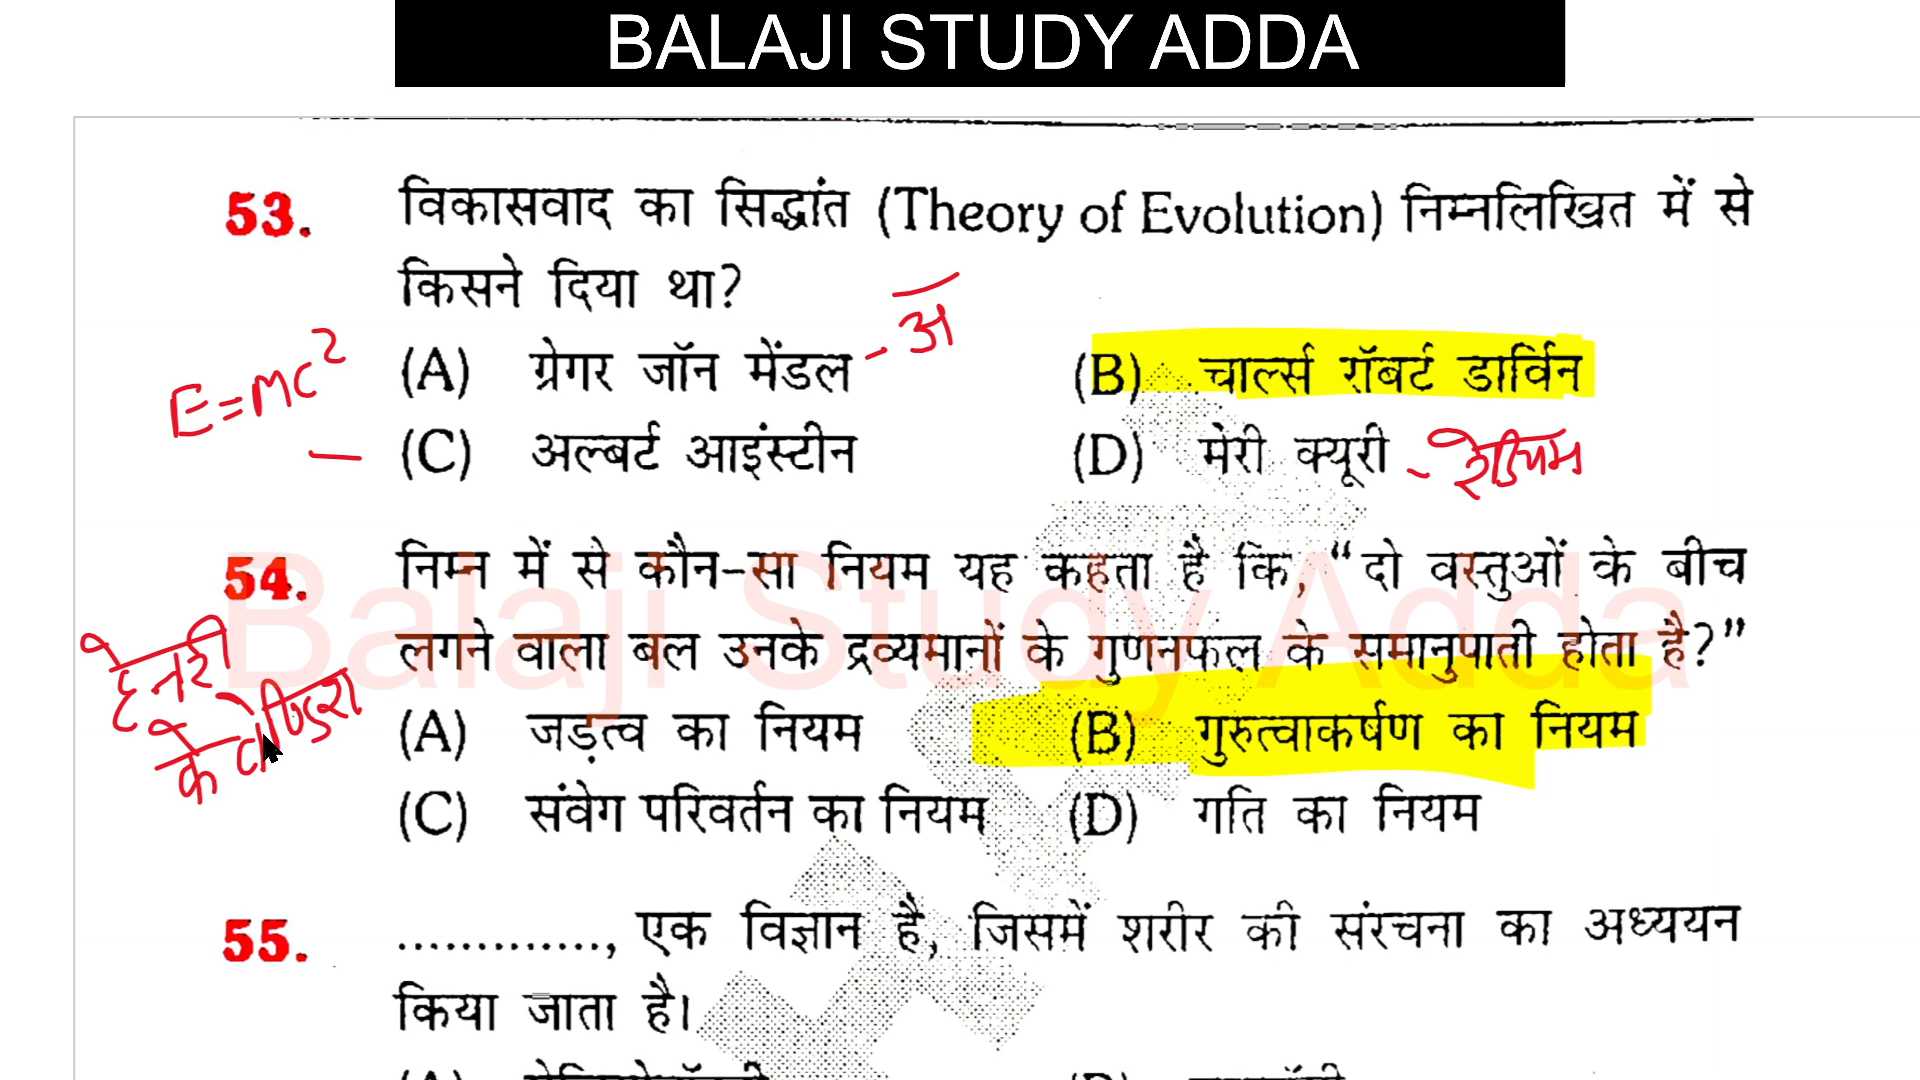 BALAJI STUDY ADDA
53. विकासवाद का सिद्धांत (Theory of Evolution) निम्नलिखित में से
किसने दिया था?
(A) ग्रेगर जॉन मेंडल - अ
(B) चार्ल्स रॉबर्ट डार्विन
E=mc²
(C) अल्बर्ट आइंस्टीन
(D) मेरी क्यूरी - रेडियम
Balaji Study Adda
54. निम्न में से कौन-सा नियम यह कहता है कि, “दो वस्तुओं के बीच
लगने वाला बल उनके द्रव्यमानों के गुणनफल के समानुपाती होता है?”
हेनरी
(A) जड़त्व का नियम
(B) गुरुत्वाकर्षण का नियम
(C) संवेग परिवर्तन का नियम
(D) गति का नियम
55. ............., एक विज्ञान है, जिसमें शरीर की संरचना का अध्ययन
किया जाता है।